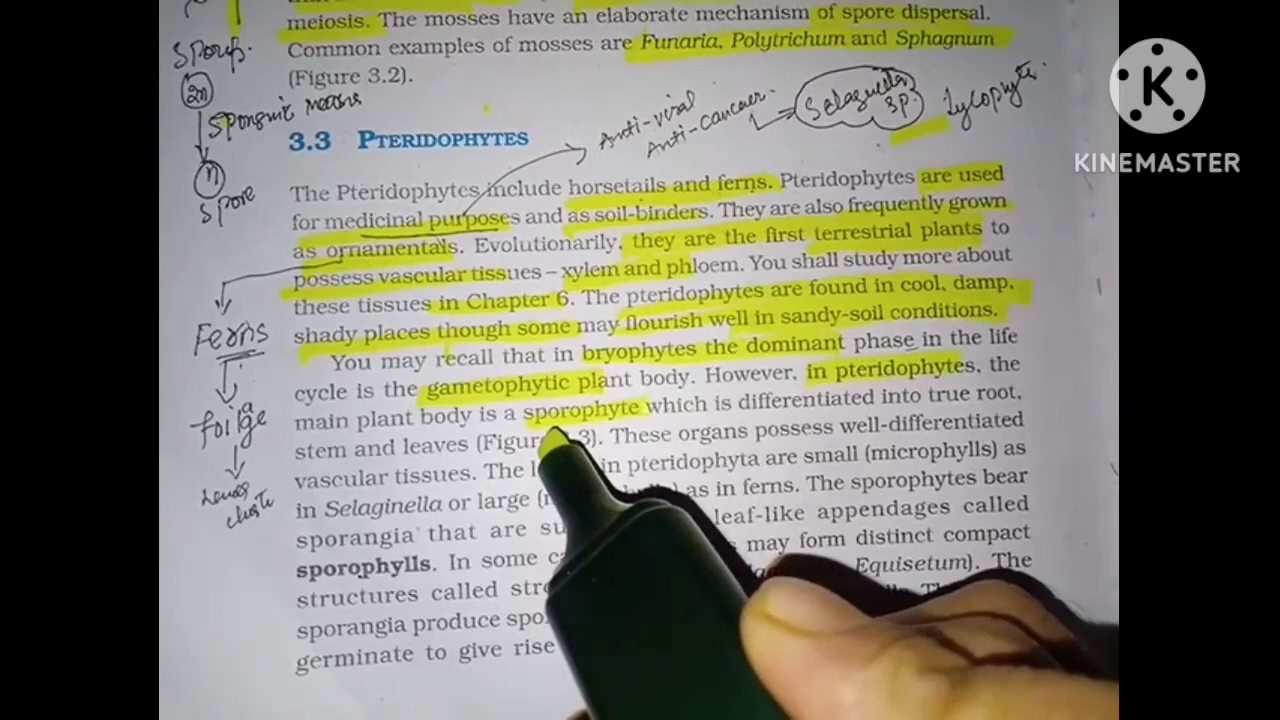 meiosis. The mosses have an elaborate mechanism of spore dispersal.
Common examples of mosses are Funaria, Polytrichum and Sphagnum
(Figure 3.2).
Spores.
2n
n
Spore
Anti-viral
sp.
Lycophyte.
K
KINEMASTER
3.3 PTERIDOPHYTES
The Pteridophytes include horsetails and ferns. Pteridophytes are used
for medicinal purposes and as soil-binders. They are also frequently grown
as ornamentals. Evolutionarily, they are the first terrestrial plants to
possess vascular tissues – xylem and phloem. You shall study more about
these tissues in Chapter 6. The pteridophytes are found in cool, damp,
shady places though some may flourish well in sandy-soil conditions.
Ferns
You may recall that in bryophytes the dominant phase in the life
cycle is the gametophytic plant body. However, in pteridophytes, the
main plant body is a sporophyte which is differentiated into true root,
stem and leaves (Figur 3). These organs possess well-differentiated
vascular tissues. The in pteridophyta are small (microphylls) as
in Selaginella or large as in ferns. The sporophytes bear
sporangia that are su leaf-like appendages called
sporophylls. In some may form distinct compact
structures called Equisetum). The
sporangia produce
germinate to give rise